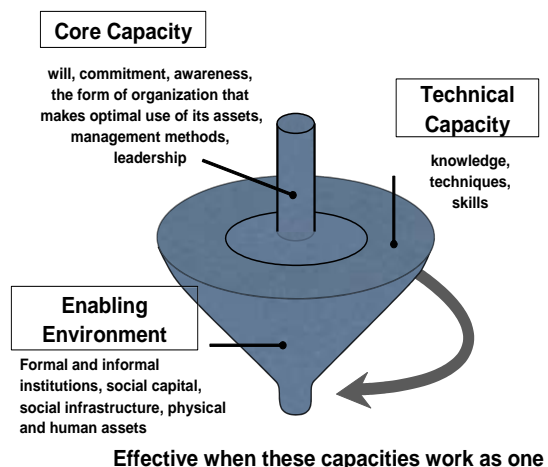 Core Capacity
will, commitment, awareness,
the form of organization that
makes optimal use of its assets,
management methods,
leadership
Technical
Capacity
knowledge,
techniques,
skills
Enabling
Environment
Formal and informal
institutions, social capital,
social infrastructure, physical
and human assets
Effective when these capacities work as one